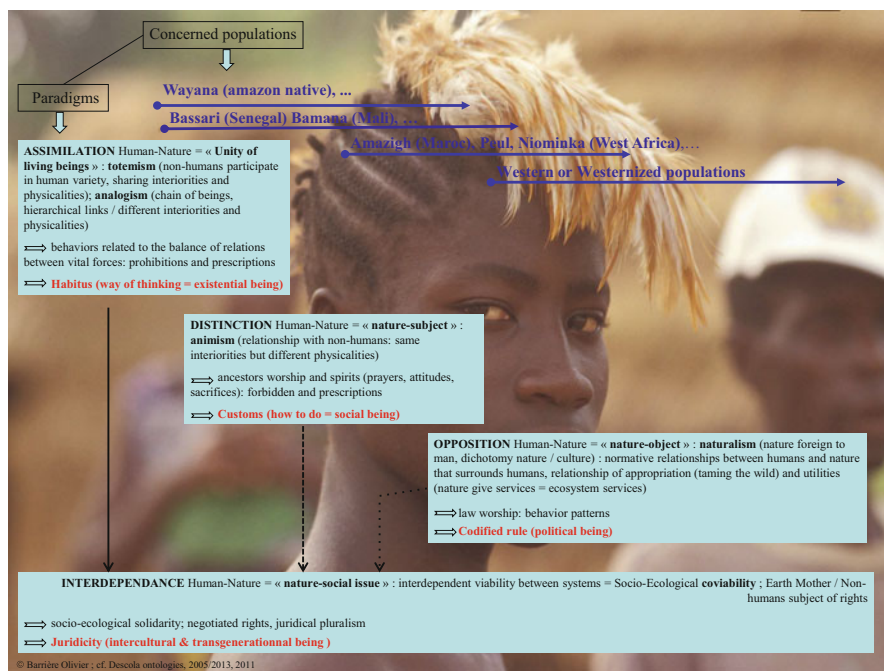 Concerned populations
Paradigms
Wayana (amazon native), ...
Bassari (Senegal) Bamana (Mali), …
Amazigh (Maroc), Peul, Niominka (West Africa),…
Western or Westernized populations
ASSIMILATION Human-Nature = « Unity of
living beings » : totemism (non-humans participate
in human variety, sharing interiorities and
physicalities); analogism (chain of beings,
hierarchical links / different interiorities and
physicalities)
behaviors related to the balance of relations
between vital forces: prohibitions and prescriptions
Habitus (way of thinking = existential being)
DISTINCTION Human-Nature = « nature-subject » :
animism (relationship with non-humans: same
interiorities but different physicalities)
ancestors worship and spirits (prayers, attitudes,
sacrifices): forbidden and prescriptions
Customs (how to do = social being)
OPPOSITION Human-Nature = « nature-object » : naturalism (nature foreign to
man, dichotomy nature / culture) : normative relationships between humans and nature
that surrounds humans, relationship of appropriation (taming the wild) and utilities
(nature give services = ecosystem services)
law worship: behavior patterns
Codified rule (political being)
INTERDEPENDANCE Human-Nature = « nature-social issue » : interdependent viability between systems = Socio-Ecological coviability ; Earth Mother / Non-
humans subject of rights
socio-ecological solidarity; negotiated rights, juridical pluralism
Juridicity (intercultural & transgenerationnal being )
© Barrière Olivier ; cf. Descola ontologies, 2005/2013, 2011